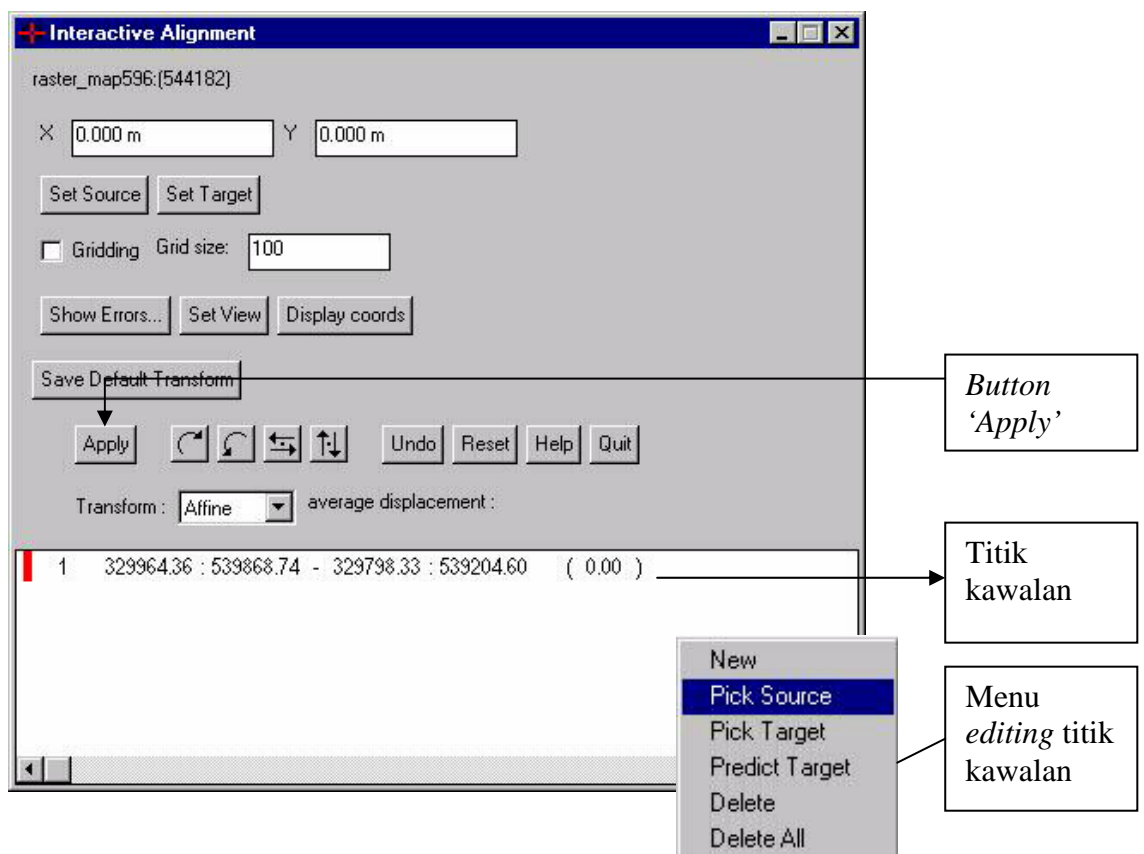 Interactive Alignment
raster_map596:(544182)
X 0.000 m Y 0.000 m
Set Source Set Target
Gridding Grid size: 100
Show Errors... Set View Display coords
Save Default Transform
Apply Undo Reset Help Quit
Transform : Affine average displacement :
1 329964.36 : 539868.74 - 329798.33 : 539204.60 ( 0.00 )
New
Pick Source
Pick Target
Predict Target
Delete
Delete All
Button
‘Apply’
Titik
kawalan
Menu
editing titik
kawalan